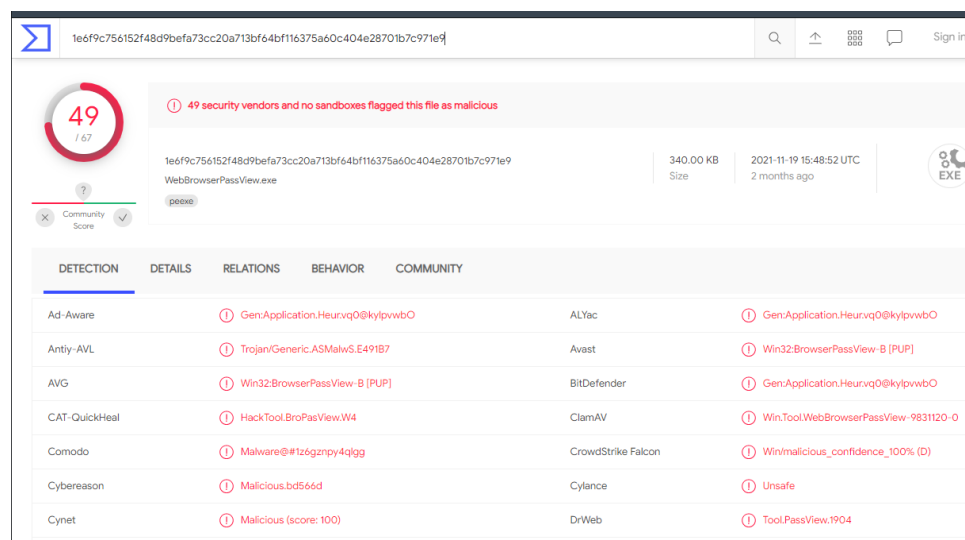 1e6f9c756152f48d9befa73cc20a713bf64bf116375a60c404e28701b7c971e9
Sign in
49
/ 67
?
Community
Score
49 security vendors and no sandboxes flagged this file as malicious
1e6f9c756152f48d9befa73cc20a713bf64bf116375a60c404e28701b7c971e9
WebBrowserPassView.exe
peexe
340.00 KB
Size
2021-11-19 15:48:52 UTC
2 months ago
EXE
DETECTION DETAILS RELATIONS BEHAVIOR COMMUNITY
Ad-Aware Gen:Application.Heur.vq0@kylpvwbO ALYac Gen:Application.Heur.vq0@kylpvwbO
Antiy-AVL Trojan/Generic.ASMalwS.E491B7 Avast Win32:BrowserPassView-B [PUP]
AVG Win32:BrowserPassView-B [PUP] BitDefender Gen:Application.Heur.vq0@kylpvwbO
CAT-QuickHeal HackTool.BroPasView.W4 ClamAV Win.Tool.WebBrowserPassView-9831120-0
Comodo Malware@#1z6gznpy4qlgg CrowdStrike Falcon Win/malicious_confidence_100% (D)
Cybereason Malicious.bd566d Cylance Unsafe
Cynet Malicious (score: 100) DrWeb Tool.PassView.1904